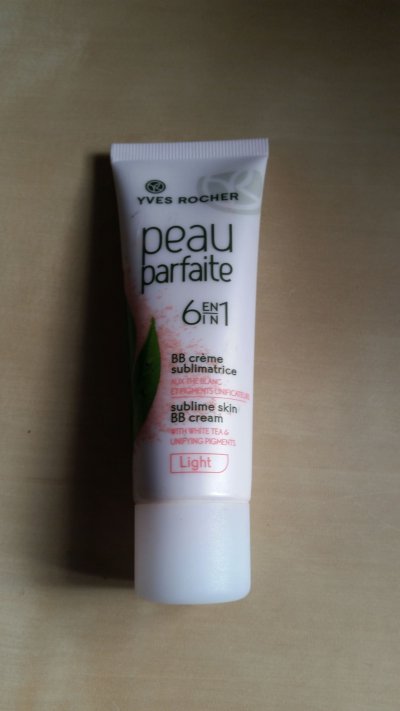 YVES ROCHER
peau
parfaite
6 EN IN 1
BB crème
sublimatrice
AUX THÉ BLANC
ET PIGMENTS UNIFICATEURS
sublime skin
BB cream
WITH WHITE TEA &
UNIFYING PIGMENTS
Light